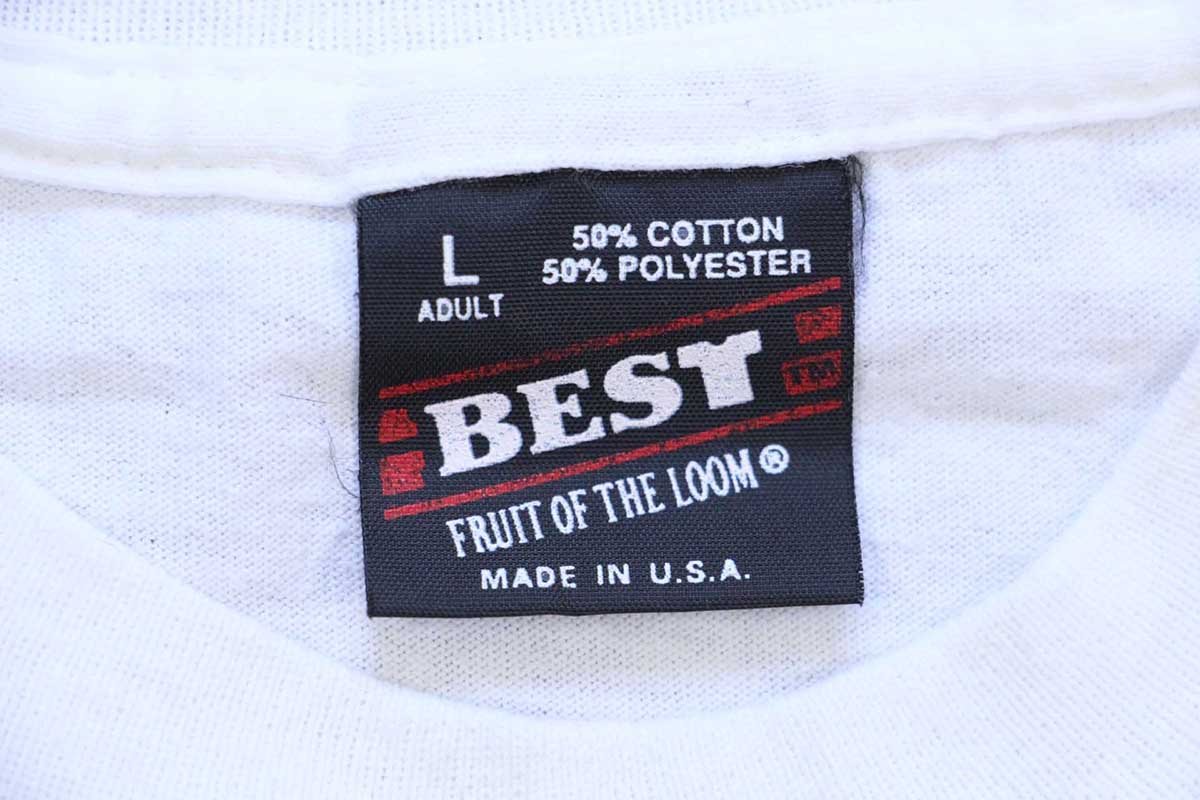 L
ADULT
50% COTTON
50% POLYESTER
BEST
TM
FRUIT OF THE LOOM®
MADE IN U.S.A.